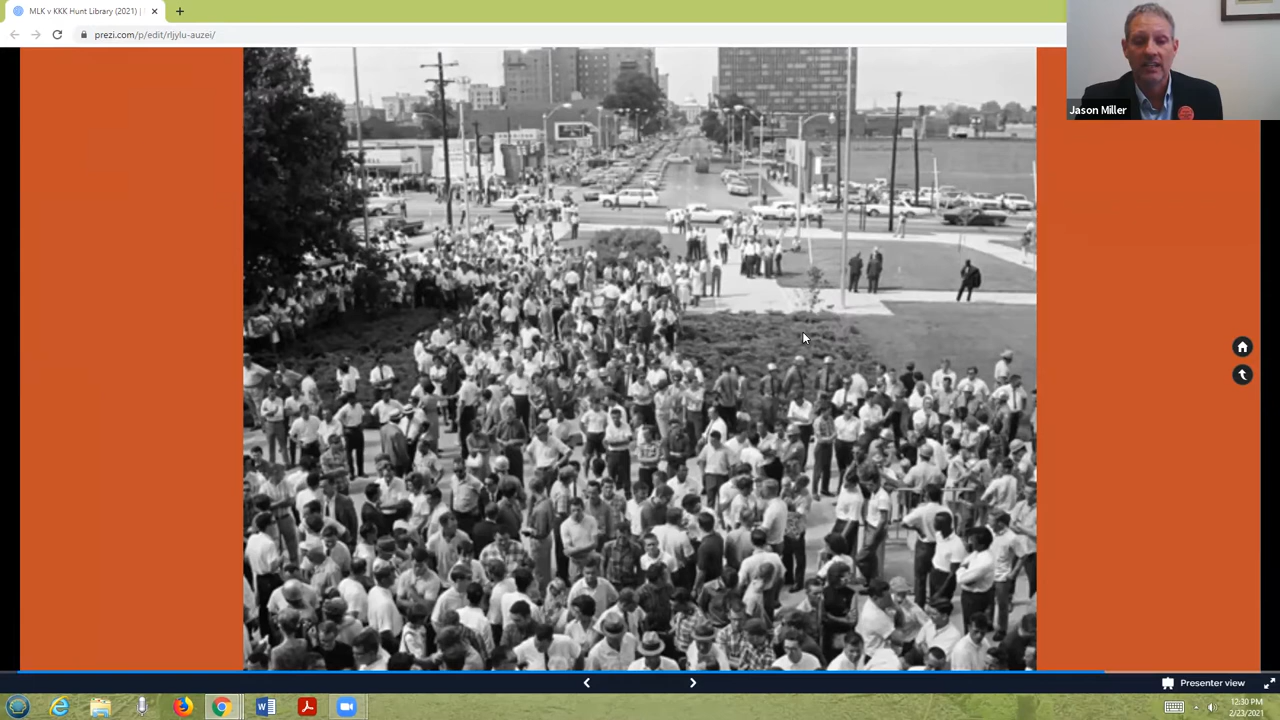 MLK v KKK Hunt Library (2021) |
prezi.com/p/edit/rljylu-auzei/
Jason Miller
Presenter view
12:30 PM
2/23/2021